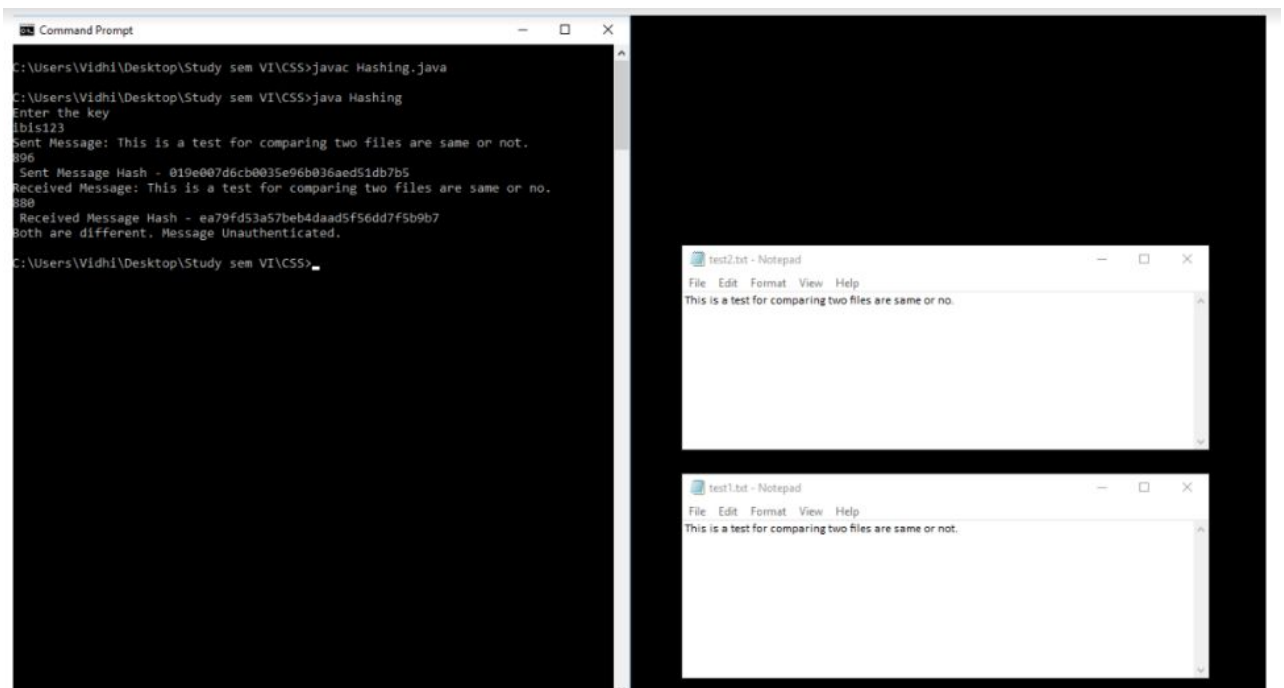 Command Prompt
C:\Users\Vidhi\Desktop\Study sem VI\CSS>javac Hashing.java
C:\Users\Vidhi\Desktop\Study sem VI\CSS>java Hashing
Enter the key
ibis123
Sent Message: This is a test for comparing two files are same or not.
896
Sent Message Hash - 019e007d6cb0035e96b036aed51db7b5
Received Message: This is a test for comparing two files are same or no.
880
Received Message Hash - ea79fd53a57beb4daad5f56dd7f5b9b7
Both are different. Message Unauthenticated.
C:\Users\Vidhi\Desktop\Study sem VI\CSS>
test2.txt - Notepad
File Edit Format View Help
This is a test for comparing two files are same or no.
test1.txt - Notepad
File Edit Format View Help
This is a test for comparing two files are same or not.